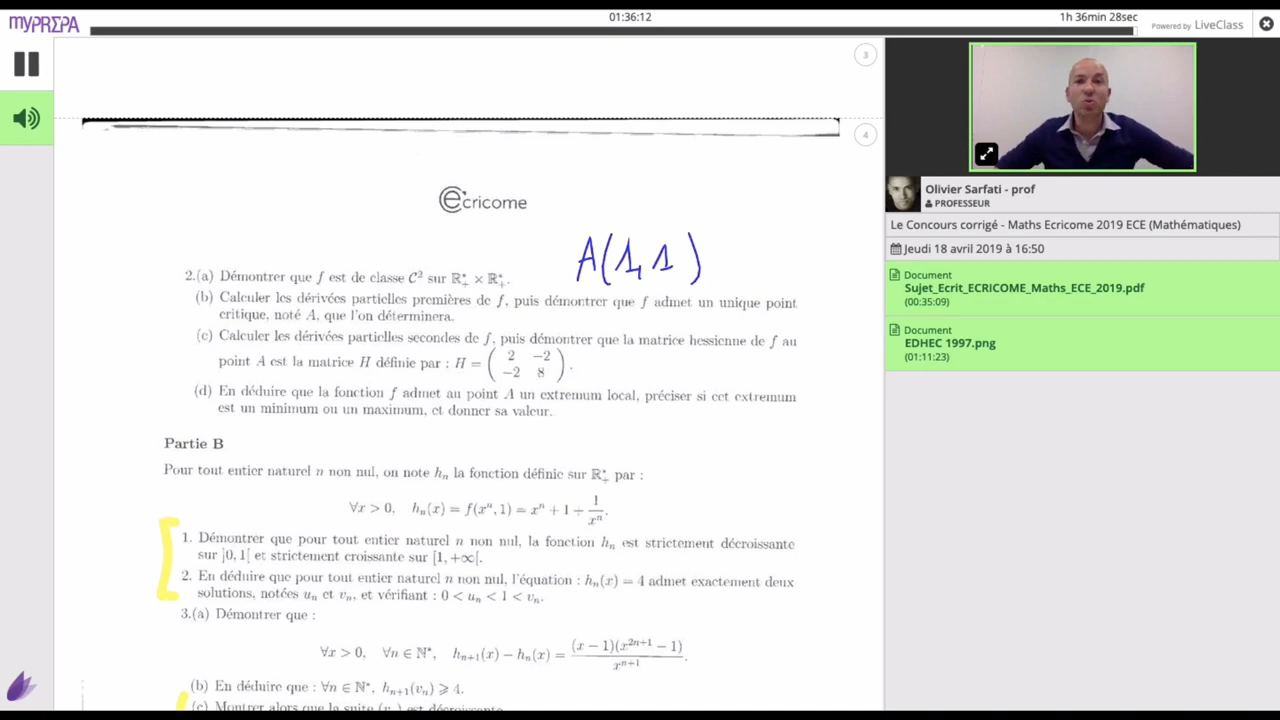 myPREPA
01:36:12
1h 36min 28sec
Powered by LiveClass
3
4
ecricome
A(1,1)
2.(a) Démontrer que f est de classe C² sur ℝ₊* × ℝ₊*.
(b) Calculer les dérivées partielles premières de f, puis démontrer que f admet un unique point
critique, noté A, que l'on déterminera.
(c) Calculer les dérivées partielles secondes de f, puis démontrer que la matrice hessienne de f au
point A est la matrice H définie par : H = ( 2 −2
−2 8 ).
(d) En déduire que la fonction f admet au point A un extremum local, préciser si cet extremum
est un minimum ou un maximum, et donner sa valeur.
Partie B
Pour tout entier naturel n non nul, on note hₙ la fonction définie sur ℝ₊* par :
∀x > 0, hₙ(x) = f(xⁿ, 1) = xⁿ + 1 + 1/xⁿ.
1. Démontrer que pour tout entier naturel n non nul, la fonction hₙ est strictement décroissante
sur ]0, 1[ et strictement croissante sur [1, +∞[.
2. En déduire que pour tout entier naturel n non nul, l'équation : hₙ(x) = 4 admet exactement deux
solutions, notées uₙ et vₙ, et vérifiant : 0 < uₙ < 1 < vₙ.
3.(a) Démontrer que :
∀x > 0, ∀n ∈ ℕ*, hₙ₊₁(x) − hₙ(x) = (x − 1)(x²ⁿ⁺¹ − 1)/xⁿ⁺¹.
(b) En déduire que : ∀n ∈ ℕ*, hₙ₊₁(vₙ) ⩾ 4.
(c) Montrer alors que la suite (vₙ) est décroissante.
Olivier Sarfati - prof
PROFESSEUR
Le Concours corrigé - Maths Ecricome 2019 ECE (Mathématiques)
Jeudi 18 avril 2019 à 16:50
Document
Sujet_Ecrit_ECRICOME_Maths_ECE_2019.pdf
(00:35:09)
Document
EDHEC 1997.png
(01:11:23)